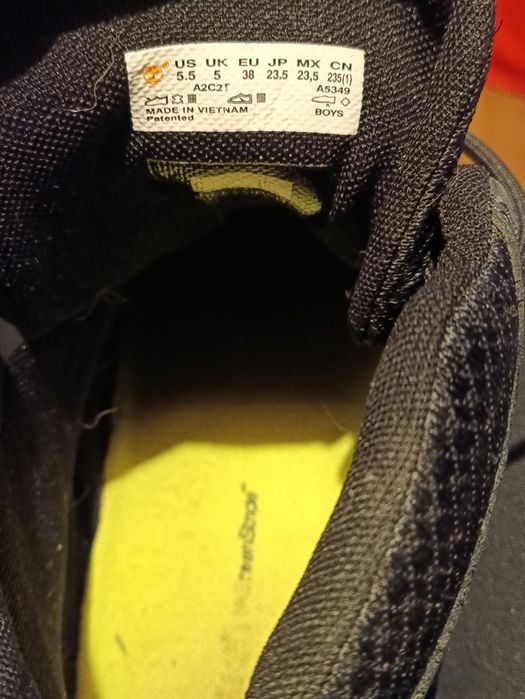 US UK EU JP MX CN
5.5 5 38 23.5 23,5 235(1)
A5349
MADE IN VIETNAM
Patented BOYS